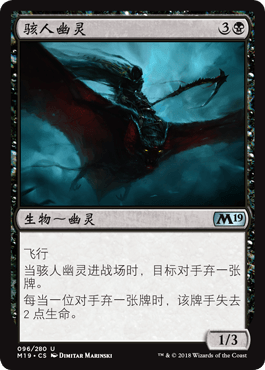 骇人幽灵 3
生物～幽灵 M19
飞行
当骇人幽灵进战场时，目标对手弃一张
牌。
每当一位对手弃一张牌时，该牌手失去
2点生命。
1/3
096/280 U
M19 • CS DIMITAR MARINSKI ™ & © 2018 Wizards of the Coast